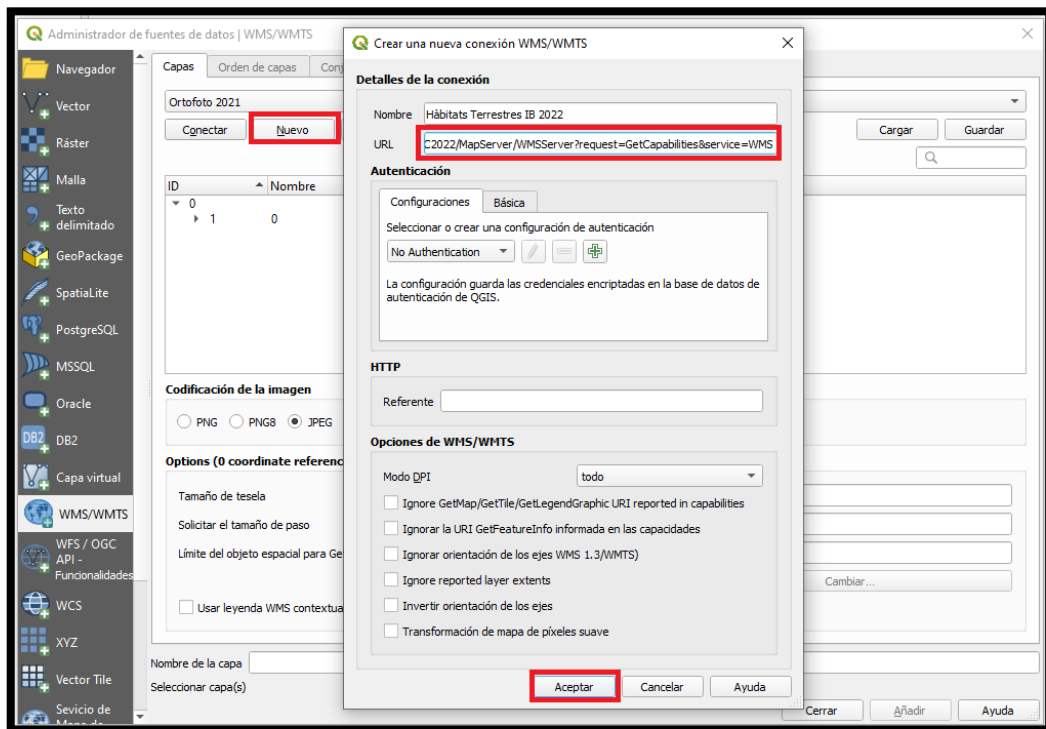 Administrador de fuentes de datos | WMS/WMTS
Navegador
Vector
Ráster
Malla
Texto
delimitado
GeoPackage
SpatiaLite
PostgreSQL
MSSQL
Oracle
DB2
Capa virtual
WMS/WMTS
WFS / OGC
API -
Funcionalidades
WCS
XYZ
Vector Tile
Sevicio de
Capas
Orden de capas
Ortofoto 2021
Conectar
Nuevo
Cargar
Guardar
ID
Nombre
0
1 0
Codificación de la imagen
PNG
PNG8
JPEG
Options (0 coordinate
Tamaño de tesela
Solicitar el tamaño de paso
Límite del objeto espacial para
Cambiar...
Usar leyenda WMS
Nombre de la capa
Seleccionar capa(s)
Cerrar
Añadir
Ayuda
Crear una nueva conexión WMS/WMTS
Detalles de la conexión
Nombre
Hàbitats Terrestres IB 2022
URL
C2022/MapServer/WMSServer?request=GetCapabilities&service=WMS
Autenticación
Configuraciones
Básica
Seleccionar o crear una configuración de autenticación
No Authentication
La configuración guarda las credenciales encriptadas en la base de datos de
autenticación de QGIS.
HTTP
Referente
Opciones de WMS/WMTS
Modo DPI
todo
Ignore GetMap/GetTile/GetLegendGraphic URI reported in capabilities
Ignorar la URI GetFeatureInfo informada en las capacidades
Ignorar orientación de los ejes WMS 1.3/WMTS)
Ignore reported layer extents
Invertir orientación de los ejes
Transformación de mapa de píxeles suave
Aceptar
Cancelar
Ayuda